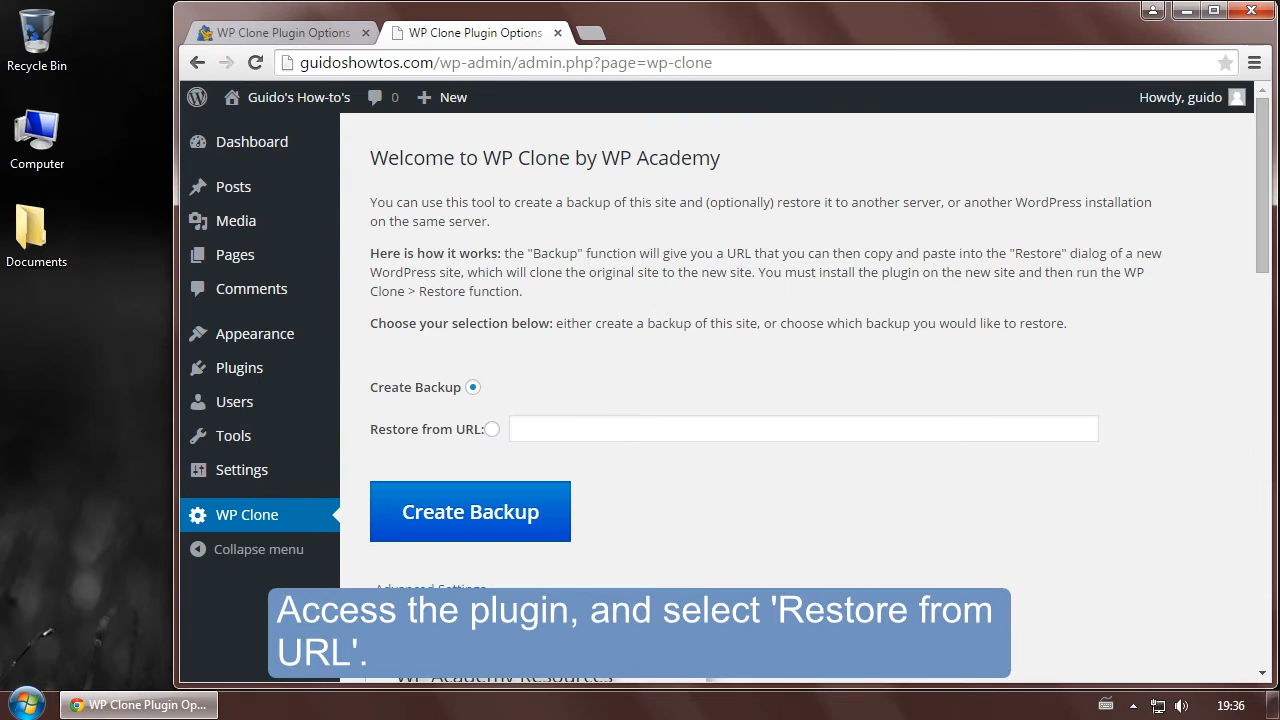 Recycle Bin
Computer
Documents
WP Clone Plugin Options
WP Clone Plugin Options
guidoshowtos.com/wp-admin/admin.php?page=wp-clone
Guido's How-to's 0 New
Howdy, guido
Dashboard
Posts
Media
Pages
Comments
Appearance
Plugins
Users
Tools
Settings
WP Clone
Collapse menu
Welcome to WP Clone by WP Academy
You can use this tool to create a backup of this site and (optionally) restore it to another server, or another WordPress installation
on the same server.
Here is how it works: the "Backup" function will give you a URL that you can then copy and paste into the "Restore" dialog of a new
WordPress site, which will clone the original site to the new site. You must install the plugin on the new site and then run the WP
Clone > Restore function.
Choose your selection below: either create a backup of this site, or choose which backup you would like to restore.
Create Backup
Restore from URL:
Create Backup
Advanced Settings
Access the plugin, and select 'Restore from
URL'.
WP Academy Resources
WP Clone Plugin Op...
19:36